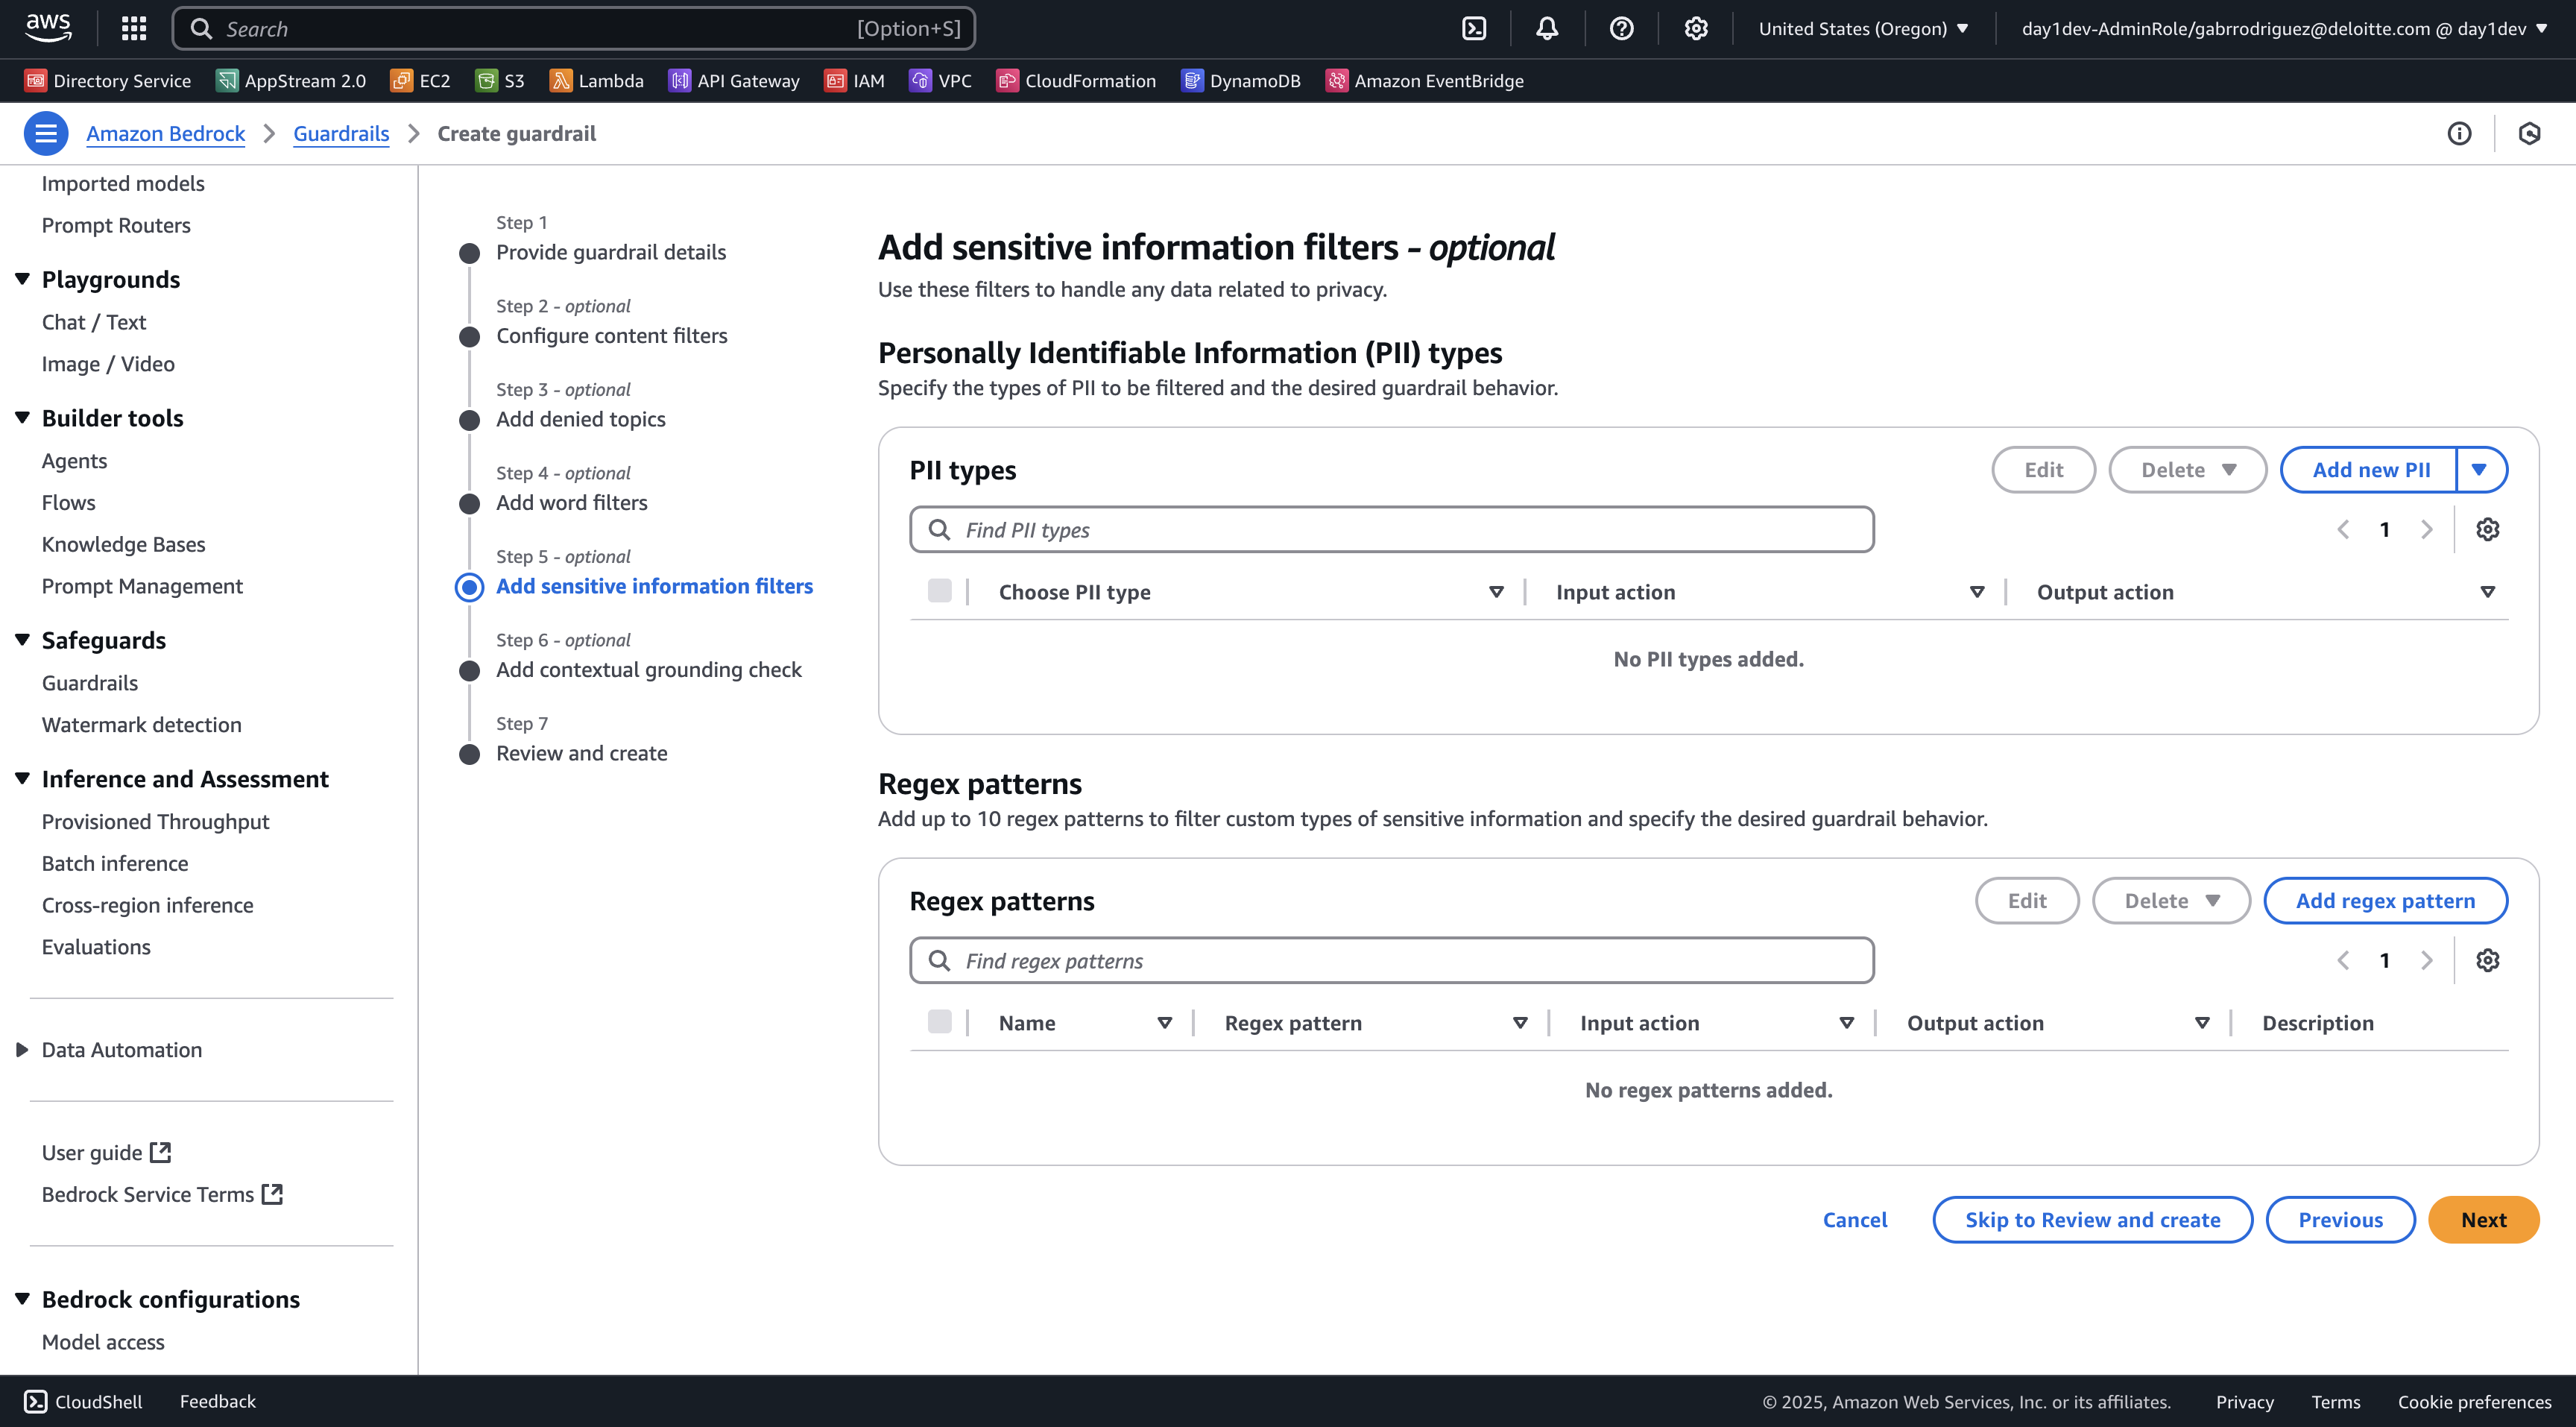 aws
Search
[Option+S]
United States (Oregon)
day1dev-AdminRole/gabrrodriguez@deloitte.com @ day1dev
Directory Service
AppStream 2.0
EC2
S3
Lambda
API Gateway
IAM
VPC
CloudFormation
DynamoDB
Amazon EventBridge
Amazon Bedrock
Guardrails
Create guardrail
Imported models
Prompt Routers
Playgrounds
Chat / Text
Image / Video
Builder tools
Agents
Flows
Knowledge Bases
Prompt Management
Safeguards
Guardrails
Watermark detection
Inference and Assessment
Provisioned Throughput
Batch inference
Cross-region inference
Evaluations
Data Automation
User guide
Bedrock Service Terms
Bedrock configurations
Model access
Step 1
Provide guardrail details
Step 2 - optional
Configure content filters
Step 3 - optional
Add denied topics
Step 4 - optional
Add word filters
Step 5 - optional
Add sensitive information filters
Step 6 - optional
Add contextual grounding check
Step 7
Review and create
Add sensitive information filters - optional
Use these filters to handle any data related to privacy.
Personally Identifiable Information (PII) types
Specify the types of PII to be filtered and the desired guardrail behavior.
PII types
Edit
Delete
Add new PII
Find PII types
1
Choose PII type
Input action
Output action
No PII types added.
Regex patterns
Add up to 10 regex patterns to filter custom types of sensitive information and specify the desired guardrail behavior.
Regex patterns
Edit
Delete
Add regex pattern
Find regex patterns
1
Name
Regex pattern
Input action
Output action
Description
No regex patterns added.
Cancel
Skip to Review and create
Previous
Next
CloudShell
Feedback
© 2025, Amazon Web Services, Inc. or its affiliates.
Privacy
Terms
Cookie preferences